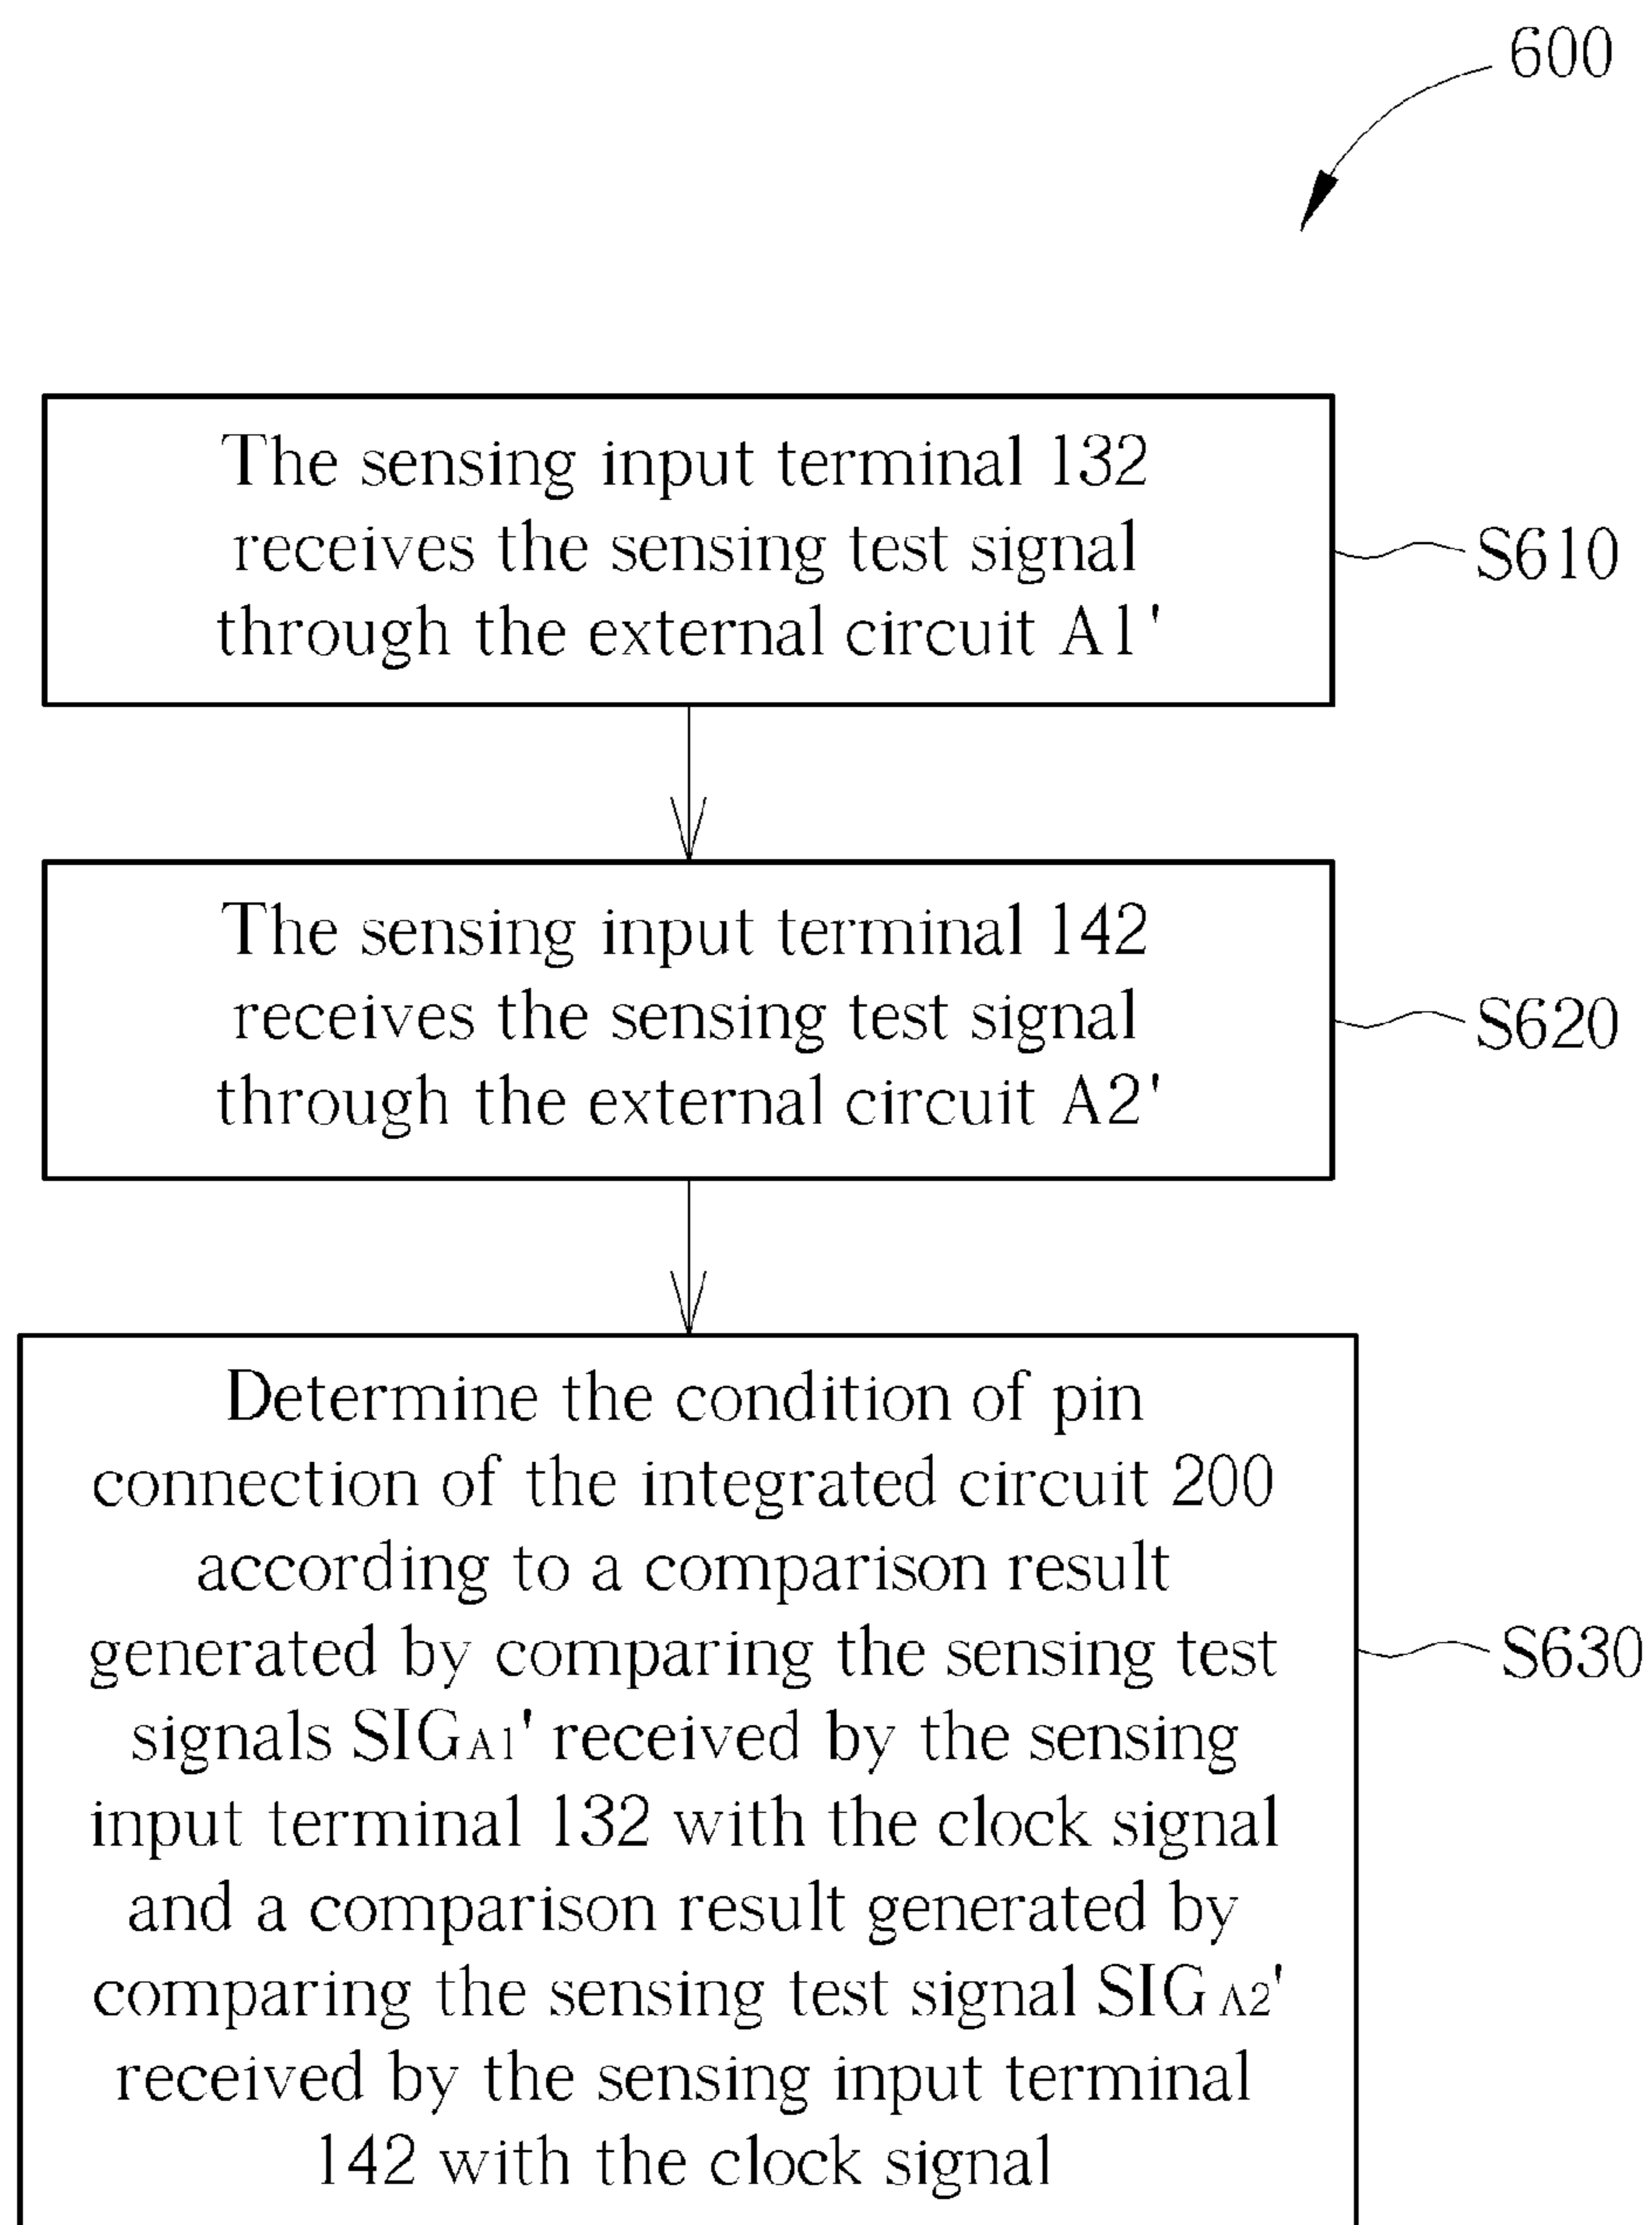 600
The sensing input terminal 132
receives the sensing test signal
through the external circuit A1'
S610
The sensing input terminal 142
receives the sensing test signal
through the external circuit A2'
S620
Determine the condition of pin
connection of the integrated circuit 200
according to a comparison result
generated by comparing the sensing test
signals SIGA1' received by the sensing
input terminal 132 with the clock signal
and a comparison result generated by
comparing the sensing test signal SIGA2'
received by the sensing input terminal
142 with the clock signal
S630